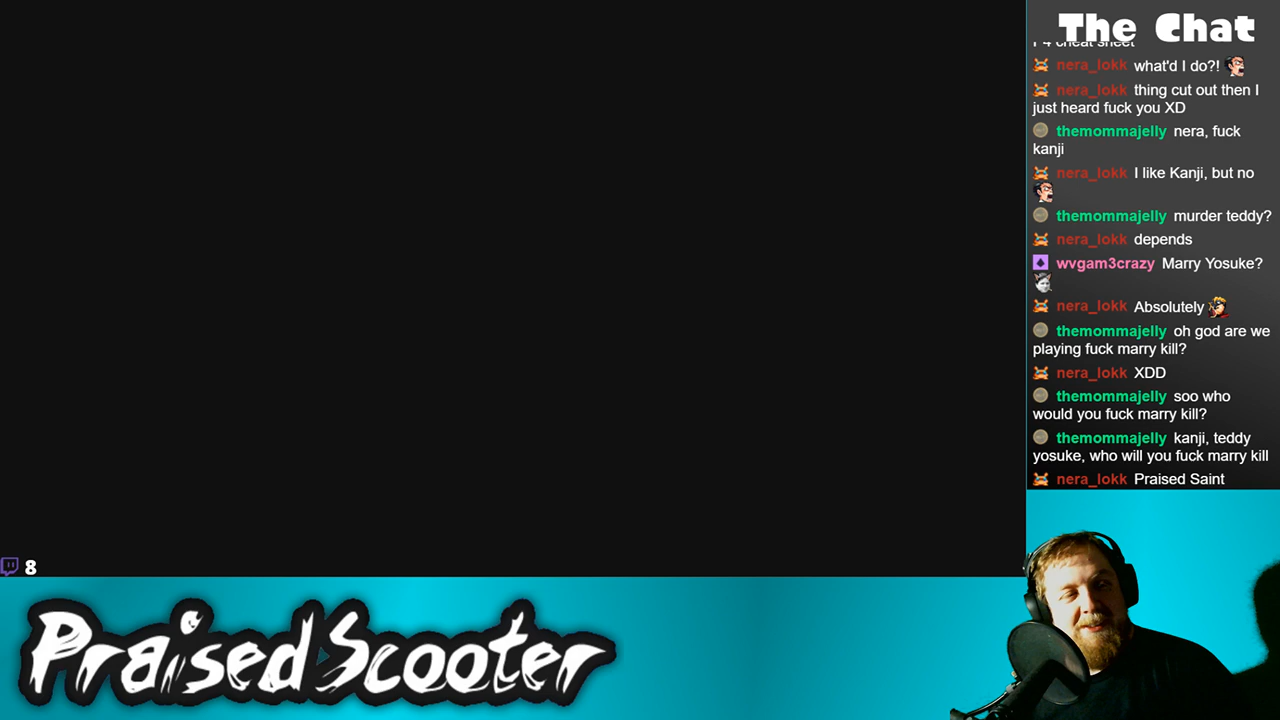 The Chat
P4 cheat sheet
nera_lokk what'd I do?!
nera_lokk thing cut out then I
just heard fuck you XD
themommajelly nera, fuck
kanji
nera_lokk I like Kanji, but no
themommajelly murder teddy?
nera_lokk depends
wvgam3crazy Marry Yosuke?
nera_lokk Absolutely
themommajelly oh god are we
playing fuck marry kill?
nera_lokk XDD
themommajelly soo who
would you fuck marry kill?
themommajelly kanji, teddy
yosuke, who will you fuck marry kill
nera_lokk Praised Saint
8
PraisedScooter